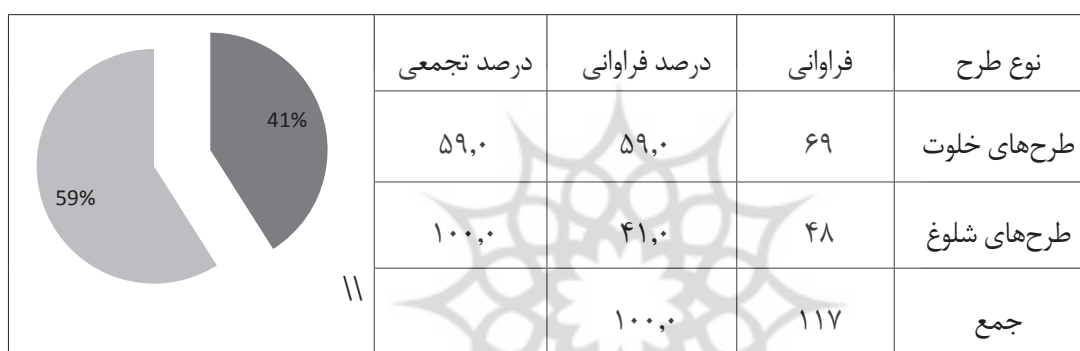 نوع طرح	فراوانی	درصد فراوانی	درصد تجمعی
طرح‌های خلوت	۶۹	۵۹,۰	۵۹,۰
طرح‌های شلوغ	۴۸	۴۱,۰	۱۰۰,۰
جمع	۱۱۷	۱۰۰,۰
41%
59%
\\